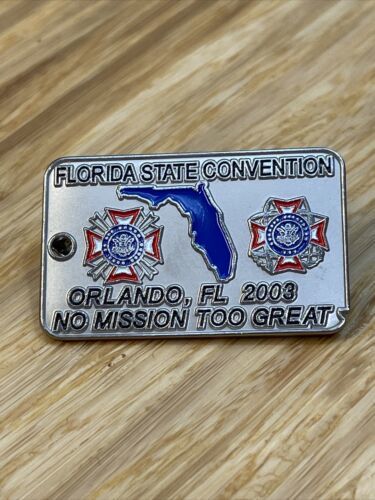 FLORIDA STATE CONVENTION
ORLANDO, FL 2003
NO MISSION TOO GREAT